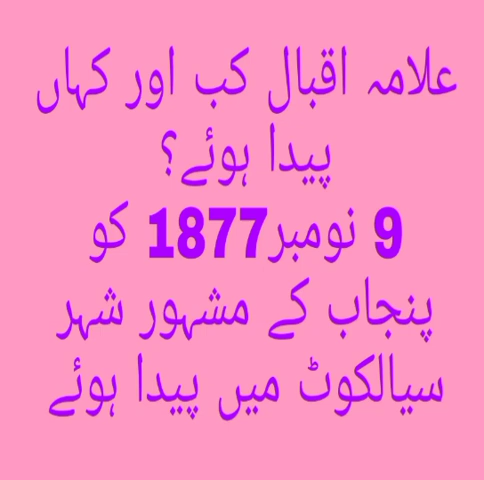 علامہ اقبال کب اور کہاں
پیدا ہوئے؟
9 نومبر1877 کو
پنجاب کے مشہور شہر
سیالکوٹ میں پیدا ہوئے